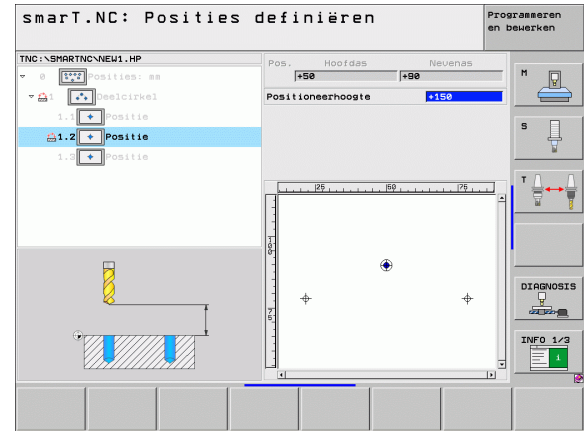 smarT.NC: Posities definiëren
Programmeren
en bewerken
TNC:\SMARTNC\NEW1.HP
0 Posities: mm
1 Deelcirkel
1.1 Positie
1.2 Positie
1.3 Positie
Pos. Hoofdas Nevenas
+50 +90
Positioneerhoogte +150
25 50 75
100
75
M
S
T
DIAGNOSIS
INFO 1/3